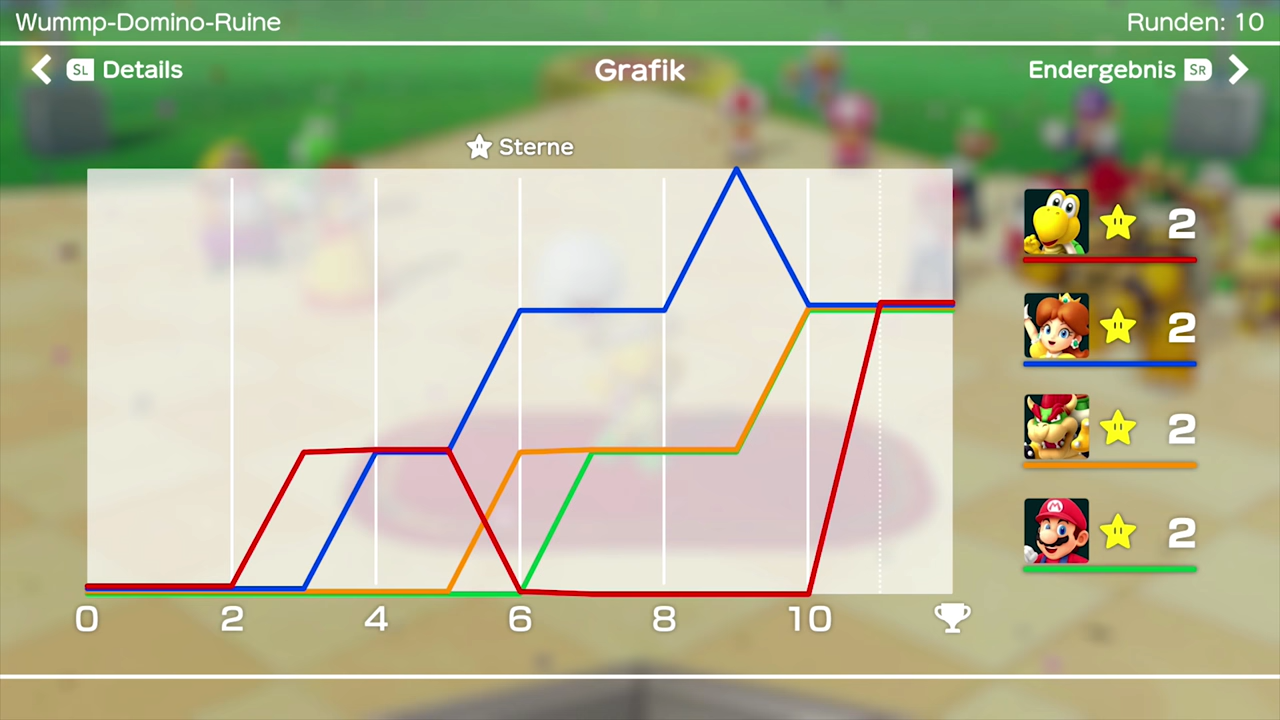 Wummp-Domino-Ruine
Runden: 10
SL Details
Grafik
Endergebnis SR
Sterne
2
2
2
2
0 2 4 6 8 10